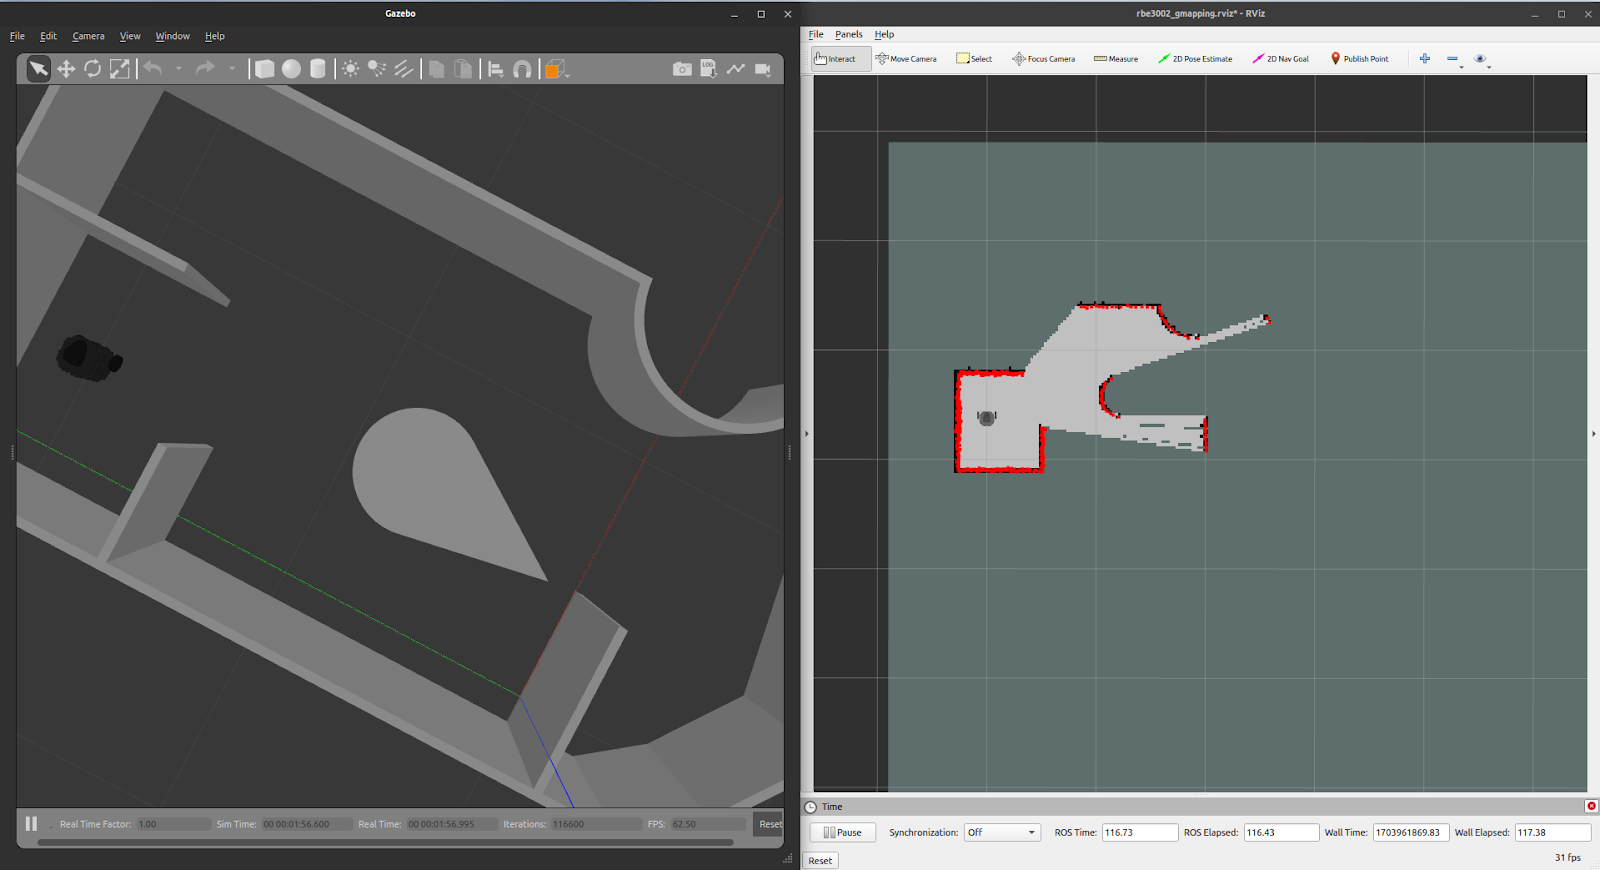 Gazebo
File Edit Camera View Window Help
LOG
Real Time Factor: 1.00 Sim Time: 00 00:01:56.600 Real Time: 00 00:01:56.995 Iterations: 116600 FPS: 62.50 Reset
rbe3002_gmapping.rviz* - RViz
File Panels Help
Interact Move Camera Select Focus Camera Measure 2D Pose Estimate 2D Nav Goal Publish Point
Time
Pause Synchronization: Off ROS Time: 116.73 ROS Elapsed: 116.43 Wall Time: 1703961869.83 Wall Elapsed: 117.38
Reset 31 fps